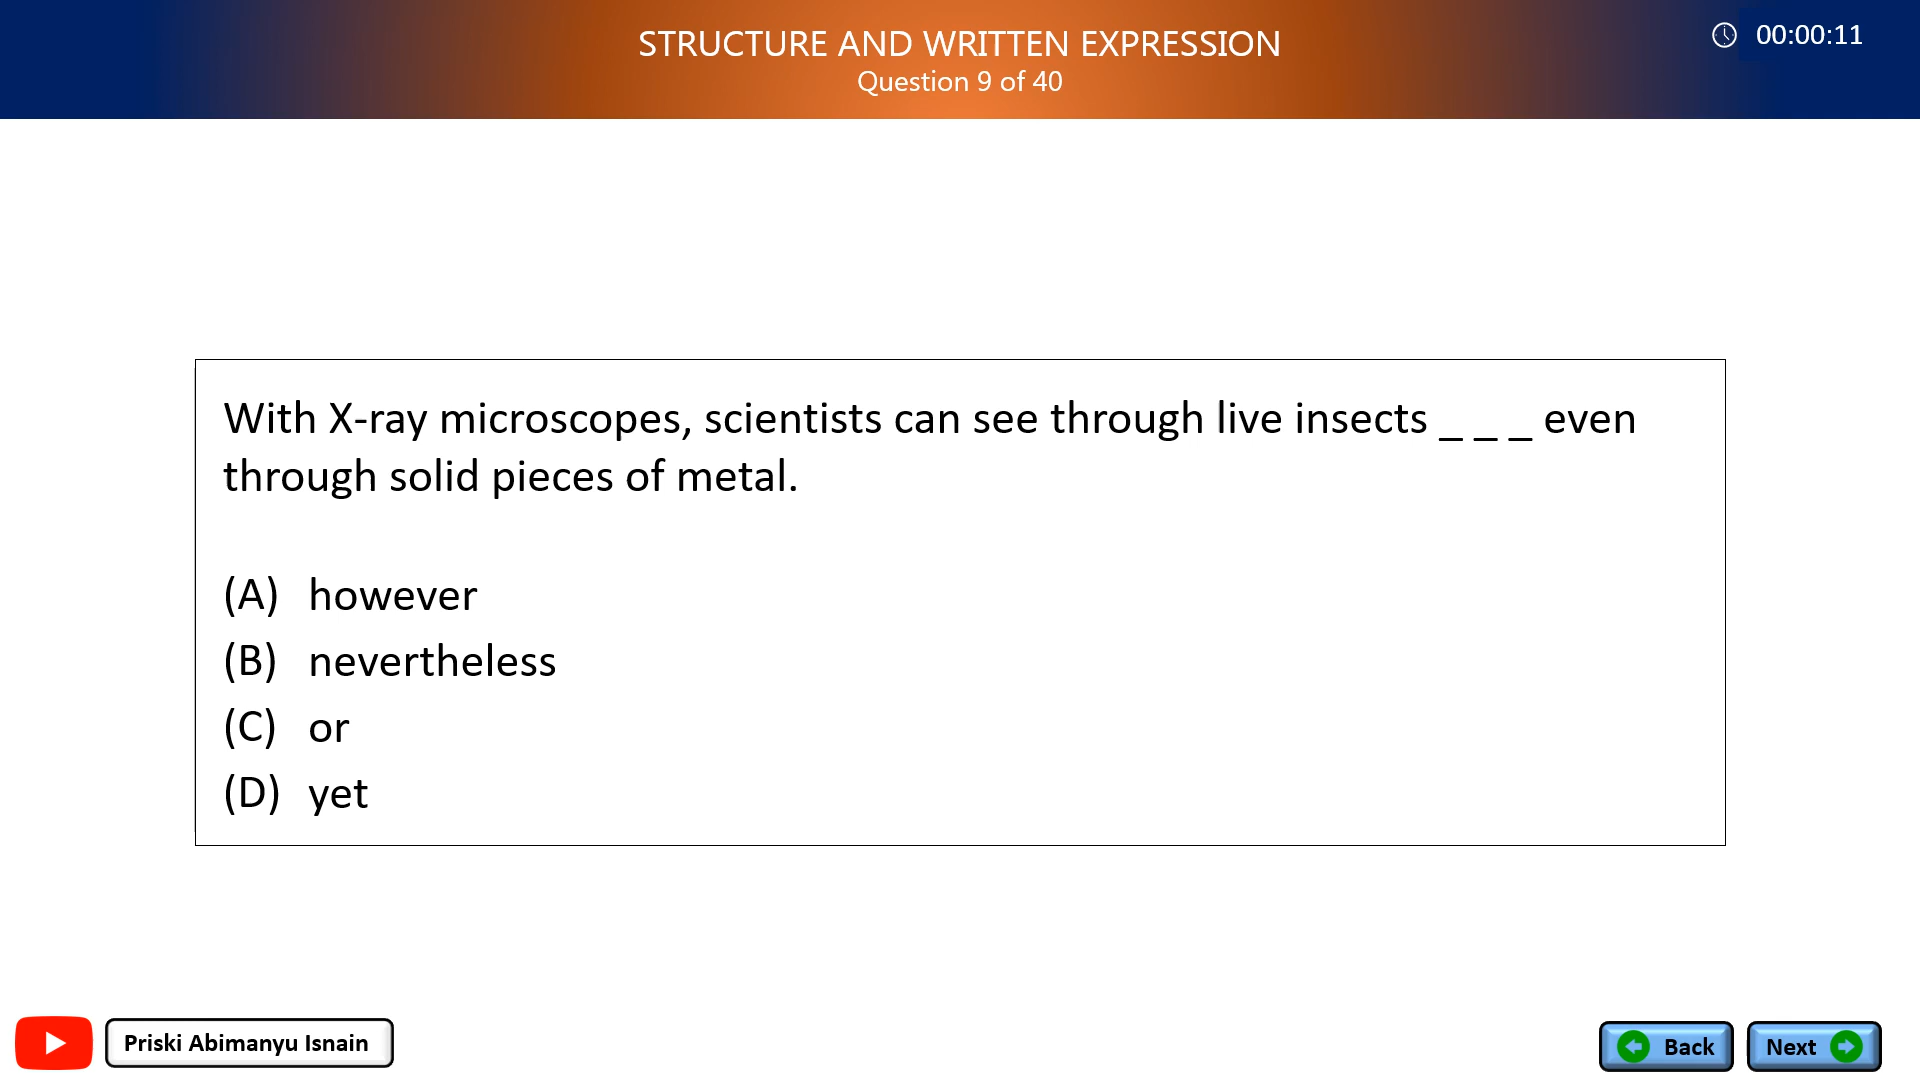 STRUCTURE AND WRITTEN EXPRESSION
Question 9 of 40
00:00:11
With X-ray microscopes, scientists can see through live insects _ _ _ even
through solid pieces of metal.
(A) however
(B) nevertheless
(C) or
(D) yet
Priski Abimanyu Isnain
Back
Next